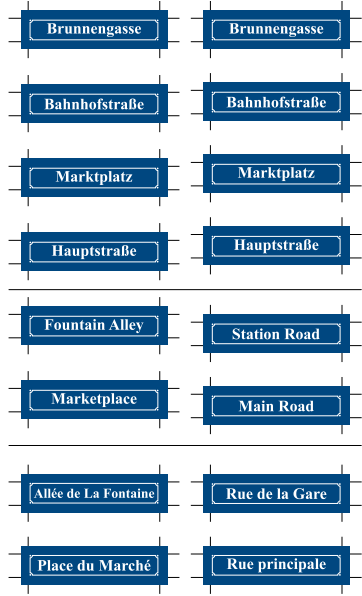 Brunnengasse Brunnengasse
Bahnhofstraße Bahnhofstraße
Marktplatz Marktplatz
Hauptstraße Hauptstraße
Fountain Alley Station Road
Marketplace Main Road
Allée de La Fontaine Rue de la Gare
Place du Marché Rue principale